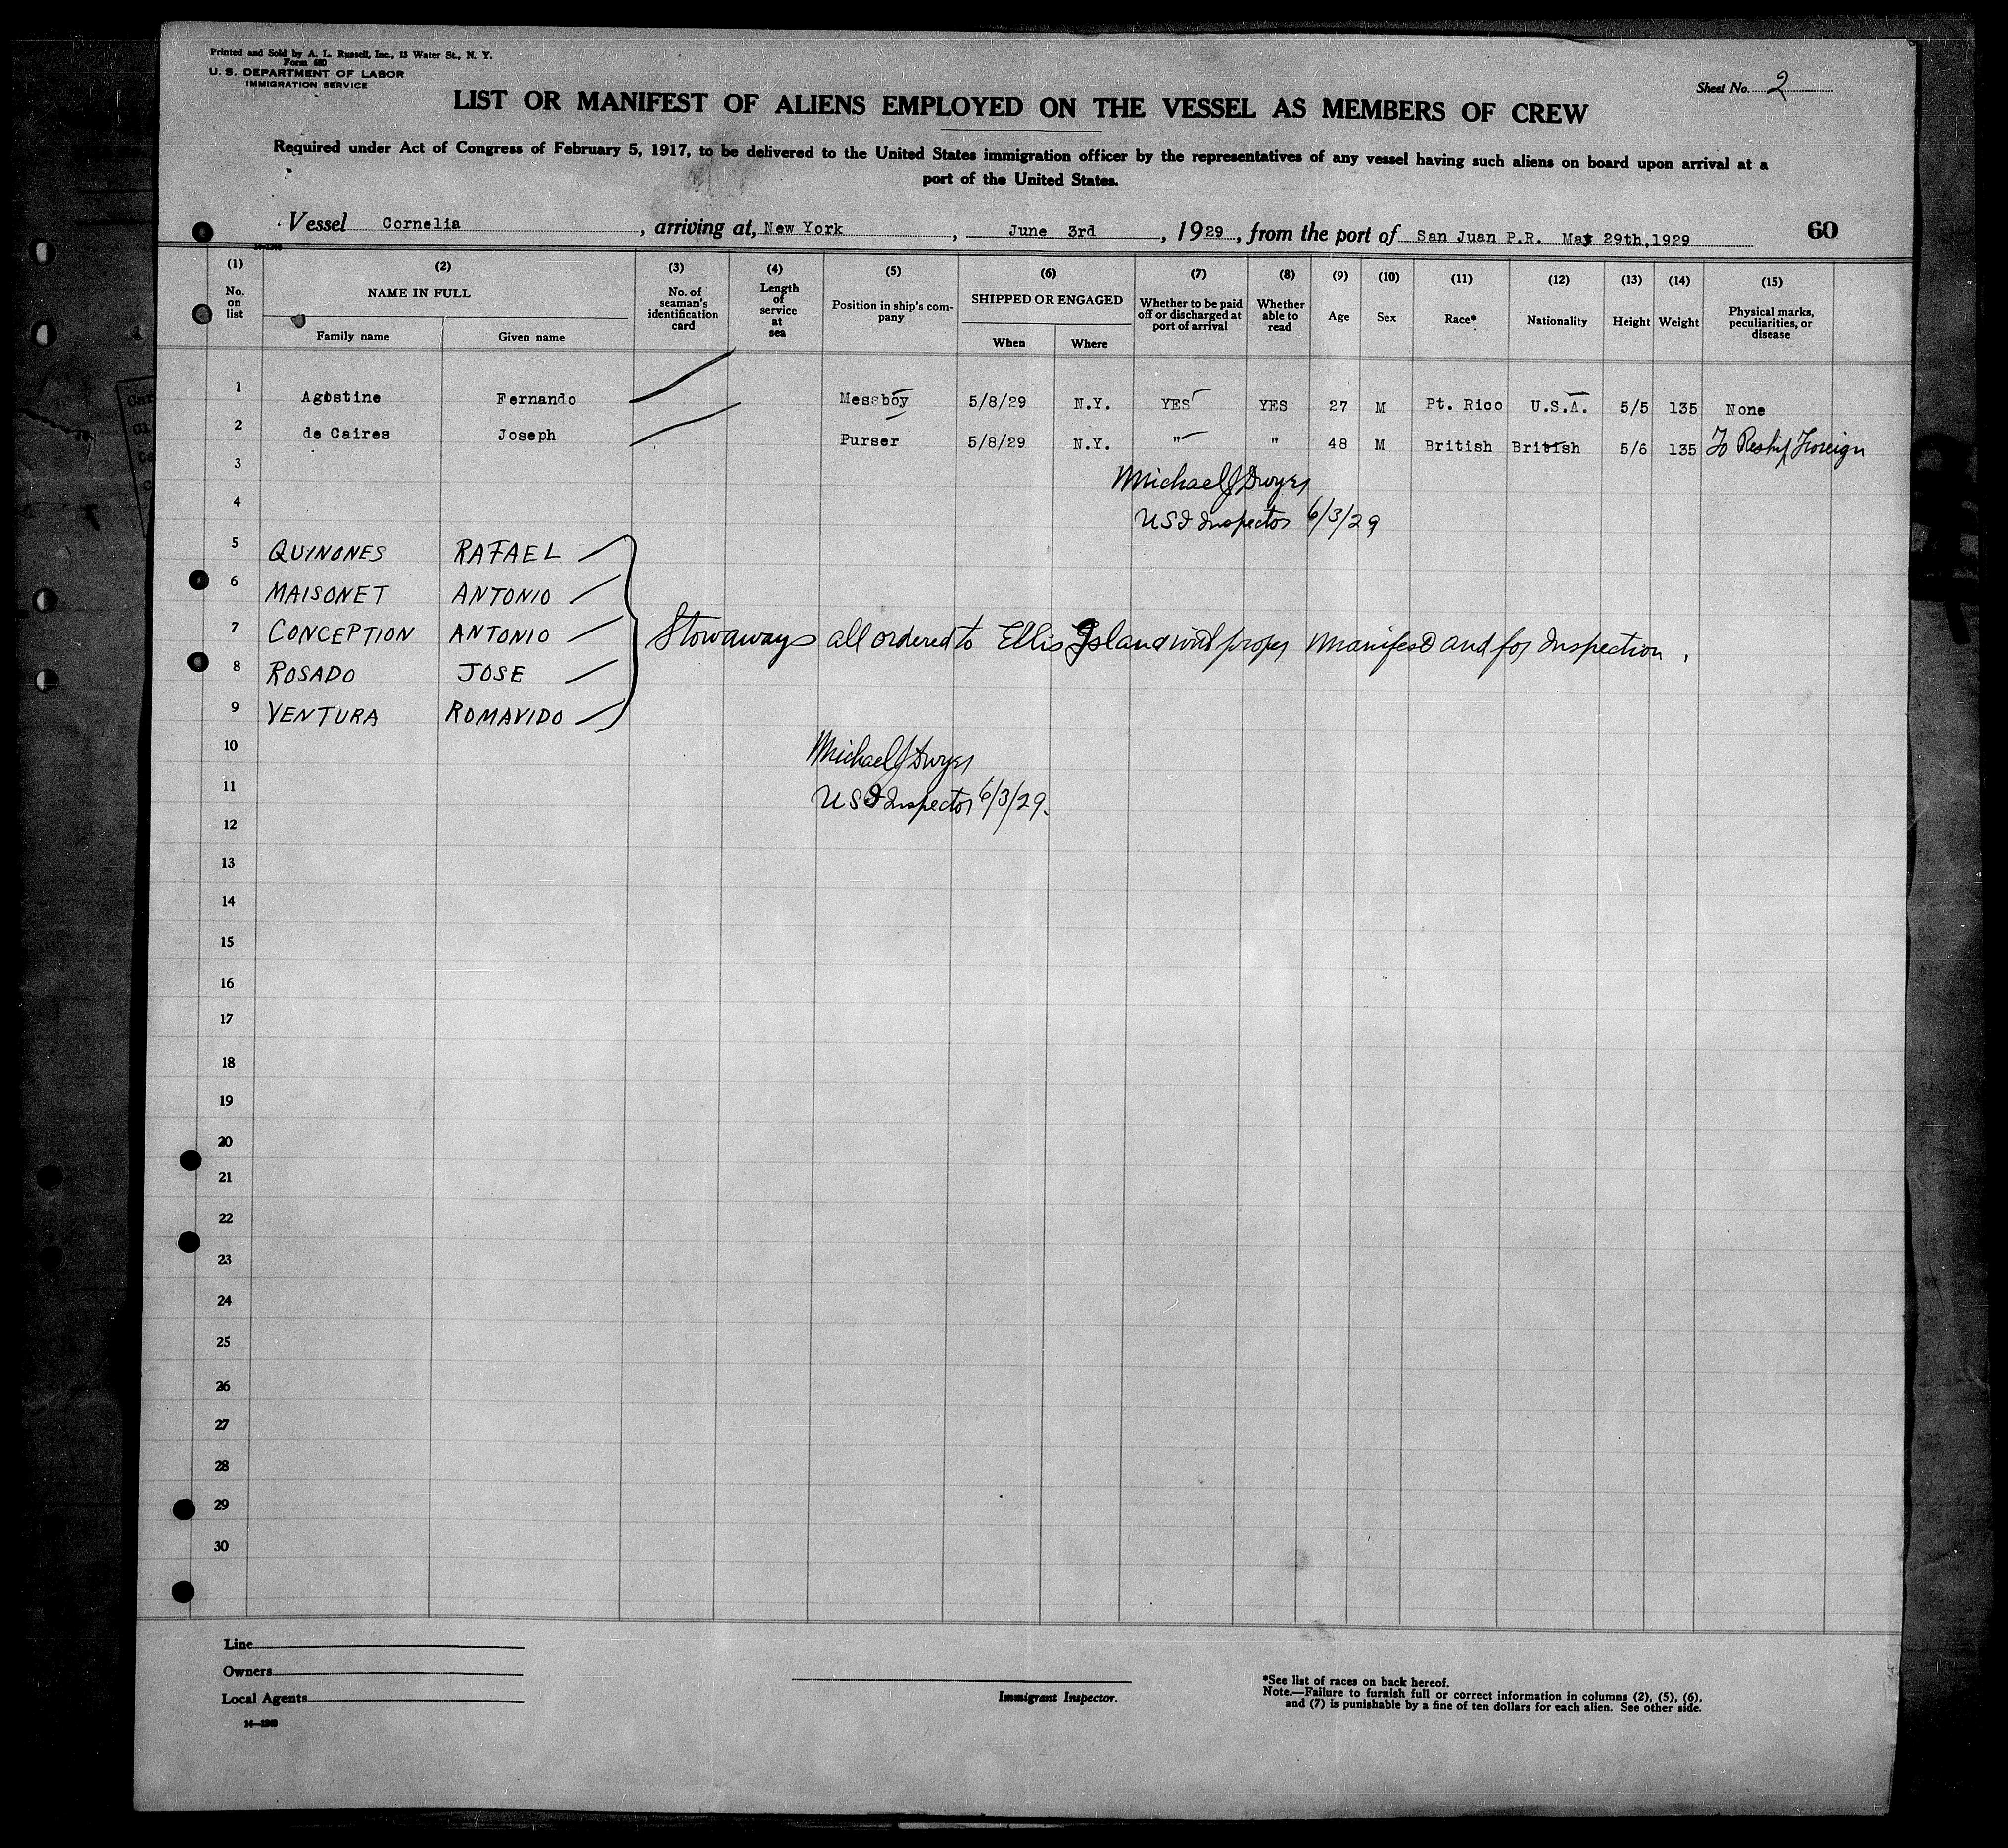 Printed and Sold by A. L. Russell, Inc., 13 Water St., N. Y.
Form 680
U. S. DEPARTMENT OF LABOR
IMMIGRATION SERVICE
Sheet No. 2
LIST OR MANIFEST OF ALIENS EMPLOYED ON THE VESSEL AS MEMBERS OF CREW
Required under Act of Congress of February 5, 1917, to be delivered to the United States immigration officer by the representatives of any vessel having such aliens on board upon arrival at a
port of the United States.
Vessel Cornelia, arriving at, New York, June 3rd, 1929, from the port of San Juan P.R. May 29th,1929 60
(1) No. on list
(2) NAME IN FULL
Family name Given name
(3) No. of seaman's identification card
(4) Length of service at sea
(5) Position in ship's company
(6) SHIPPED OR ENGAGED
When Where
(7) Whether to be paid off or discharged at port of arrival
(8) Whether able to read
(9) Age
(10) Sex
(11) Race*
(12) Nationality
(13) Height
(14) Weight
(15) Physical marks, peculiarities, or disease
1 Agostine Fernando Messboy 5/8/29 N.Y. YES YES 27 M Pt. Rico U.S.A. 5/5 135 None
2 de Caires Joseph Purser 5/8/29 N.Y. " " 48 M British British 5/6 135 To Reship Foreign
3 Michael J Dwyer
4 USI Inspector 6/3/29
5 QUINONES RAFAEL
6 MAISONET ANTONIO
7 CONCEPTION ANTONIO Stowaways all ordered to Ellis Island with proper Manifest and for Inspection.
8 ROSADO JOSE
9 VENTURA ROMAVIDO
10 Michael J Dwyer
11 USI Inspector 6/3/29.
12
13
14
15
16
17
18
19
20
21
22
23
24
25
26
27
28
29
30
Line
Owners
Local Agents
14—1240
Immigrant Inspector.
*See list of races on back hereof.
Note.—Failure to furnish full or correct information in columns (2), (5), (6),
and (7) is punishable by a fine of ten dollars for each alien. See other side.